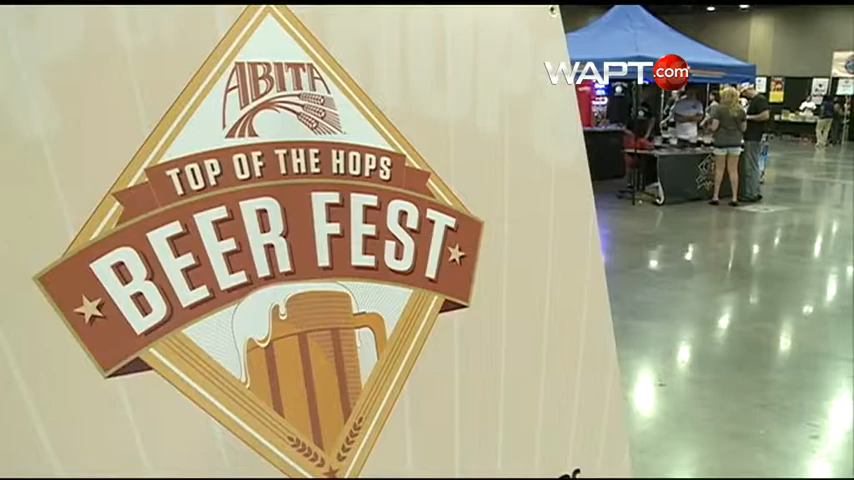 WAPT.com
ABITA
TOP OF THE HOPS
BEER FEST